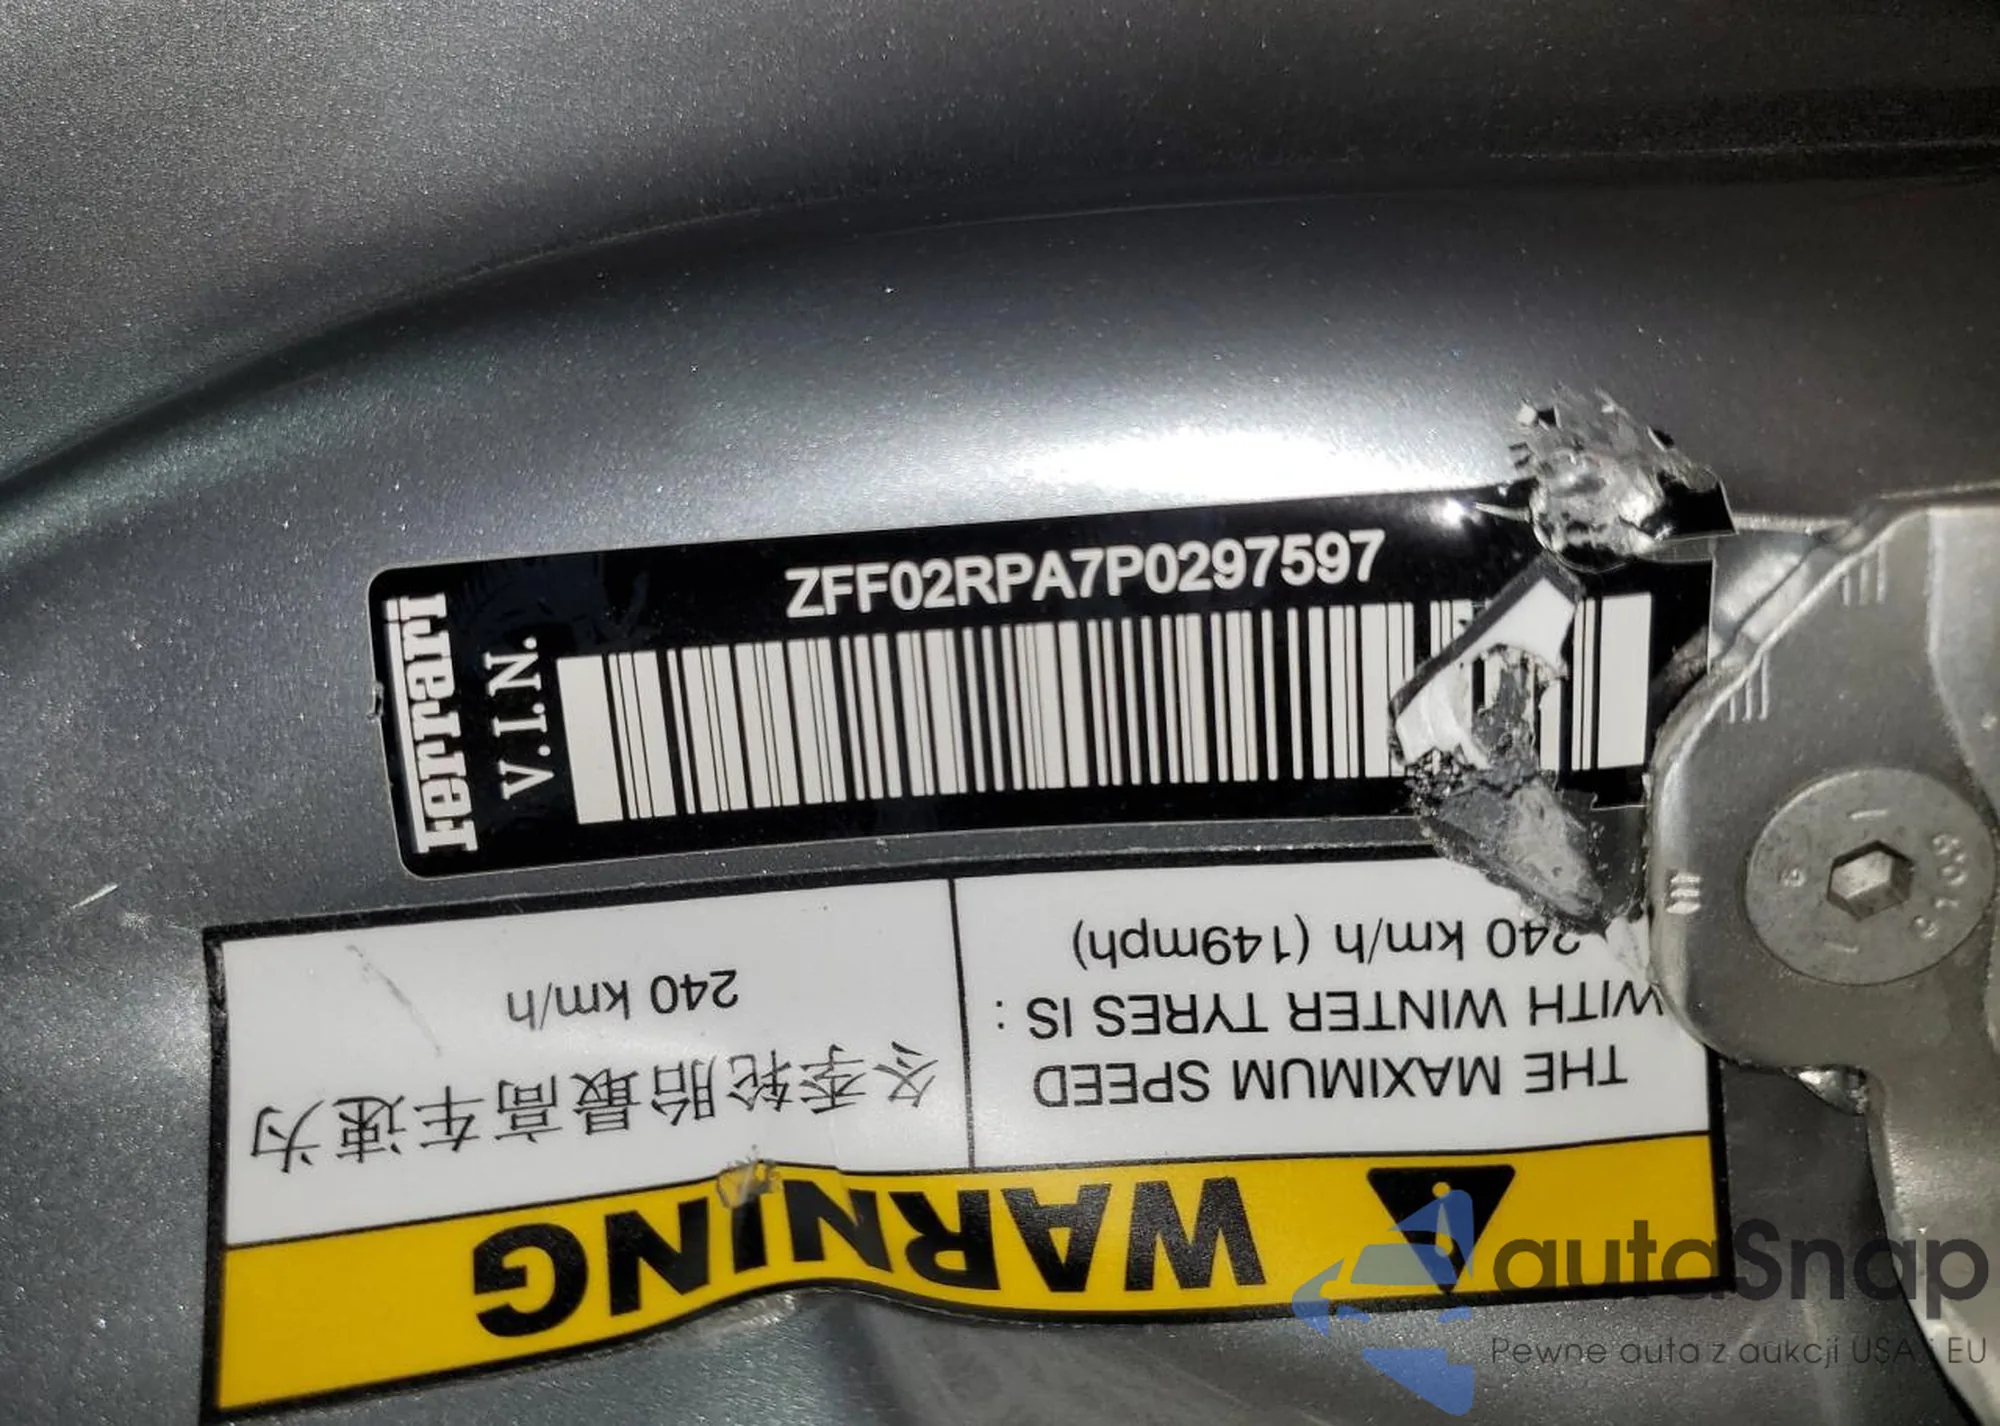 Ferrari
V.I.N.
ZFF02RPA7P0297597
WARNING
THE MAXIMUM SPEED
WITH WINTER TYRES IS :
240 km/h (149mph)
冬季轮胎最高车速为
240 km/h
autaSnap
Pewne auta z aukcji USA i EU